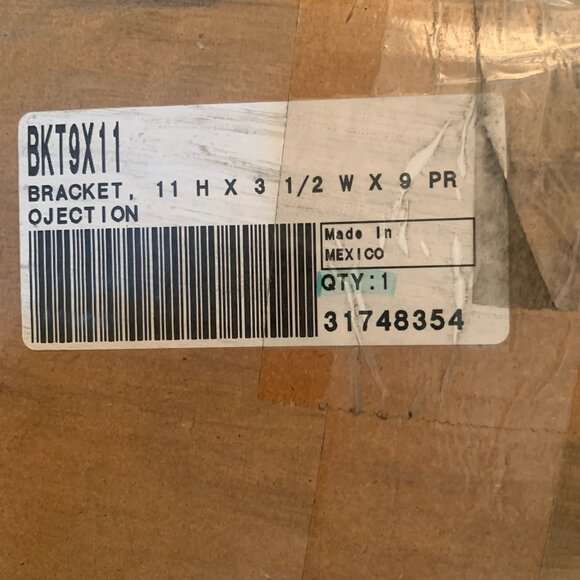 BKT9X11
BRACKET, 11 H X 3 1/2 W X 9 PR
OJECTION
Made In
MEXICO
QTY:1
31748354